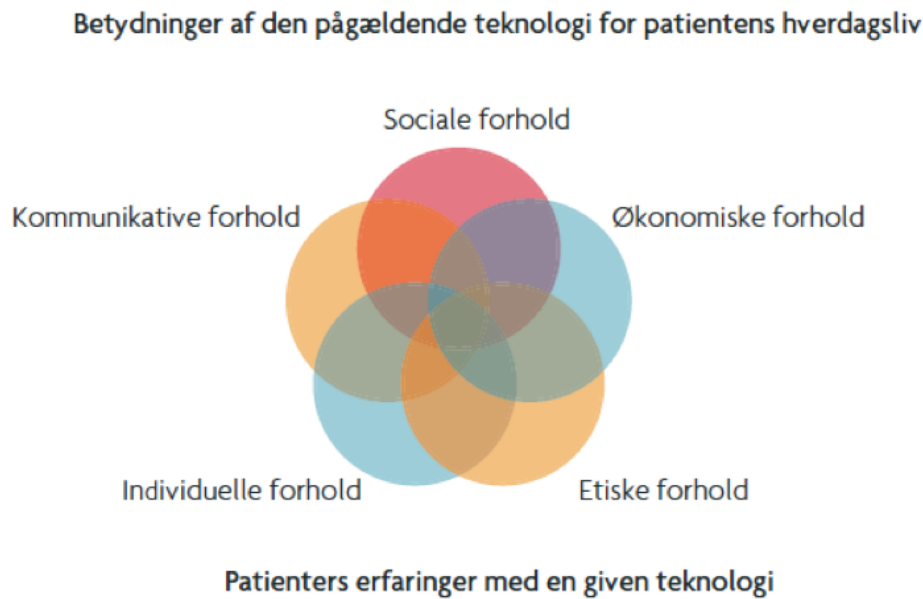 Betydninger af den pågældende teknologi for patientens hverdagsliv
Sociale forhold
Kommunikative forhold
Økonomiske forhold
Individuelle forhold
Etiske forhold
Patienters erfaringer med en given teknologi